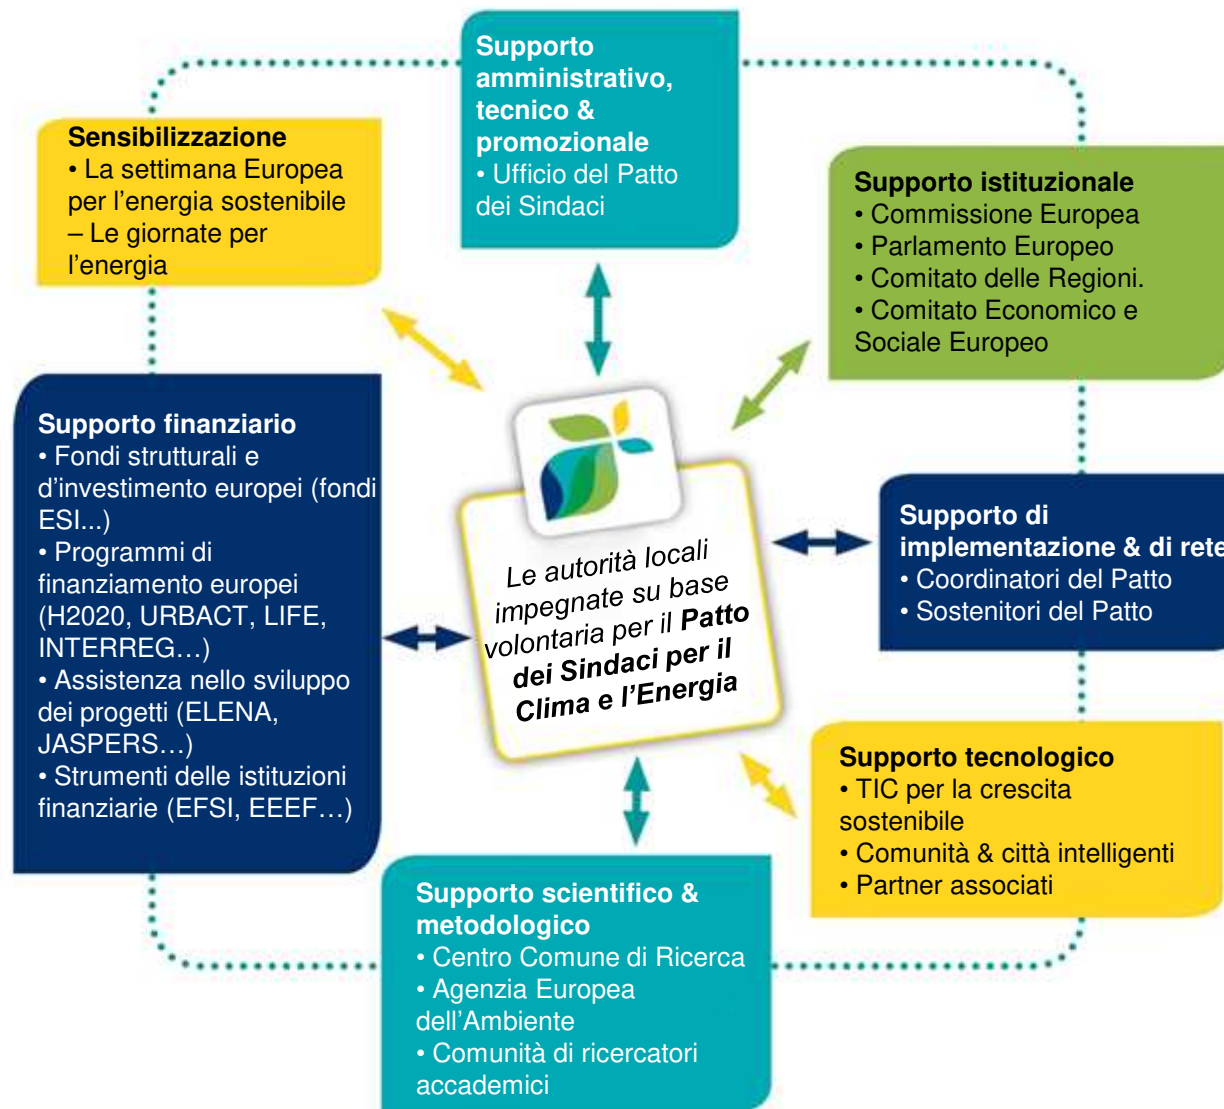 Supporto
amministrativo,
tecnico &
promozionale
• Ufficio del Patto
dei Sindaci
Sensibilizzazione
• La settimana Europea
per l’energia sostenibile
– Le giornate per
l’energia
Supporto istituzionale
• Commissione Europea
• Parlamento Europeo
• Comitato delle Regioni.
• Comitato Economico e
Sociale Europeo
Supporto finanziario
• Fondi strutturali e
d’investimento europei (fondi
ESI...)
• Programmi di
finanziamento europei
(H2020, URBACT, LIFE,
INTERREG…)
• Assistenza nello sviluppo
dei progetti (ELENA,
JASPERS…)
• Strumenti delle istituzioni
finanziarie (EFSI, EEEF…)
Le autorità locali
impegnate su base
volontaria per il Patto
dei Sindaci per il
Clima e l’Energia
Supporto di
implementazione & di rete
• Coordinatori del Patto
• Sostenitori del Patto
Supporto tecnologico
• TIC per la crescita
sostenibile
• Comunità & città intelligenti
• Partner associati
Supporto scientifico &
metodologico
• Centro Comune di Ricerca
• Agenzia Europea
dell’Ambiente
• Comunità di ricercatori
accademici